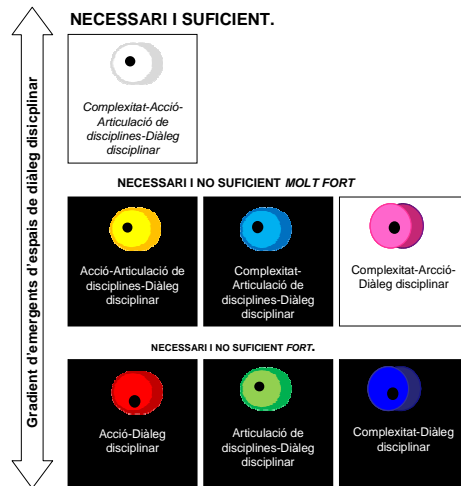 NECESSARI I SUFICIENT.
Gradient d'emergents d'espais de diàleg disicplinar
Complexitat-Acció-
Articulació de
disciplines-Diàleg
disciplinar
NECESSARI I NO SUFICIENT MOLT FORT
Acció-Articulació de
disciplines-Diàleg
disciplinar
Complexitat-
Articulació de
disciplines-Diàleg
disciplinar
Complexitat-Arcció-
Diàleg disciplinar
NECESSARI I NO SUFICIENT FORT.
Acció-Diàleg
disciplinar
Articulació de
disciplines-Diàleg
disciplinar
Complexitat-Diàleg
disciplinar